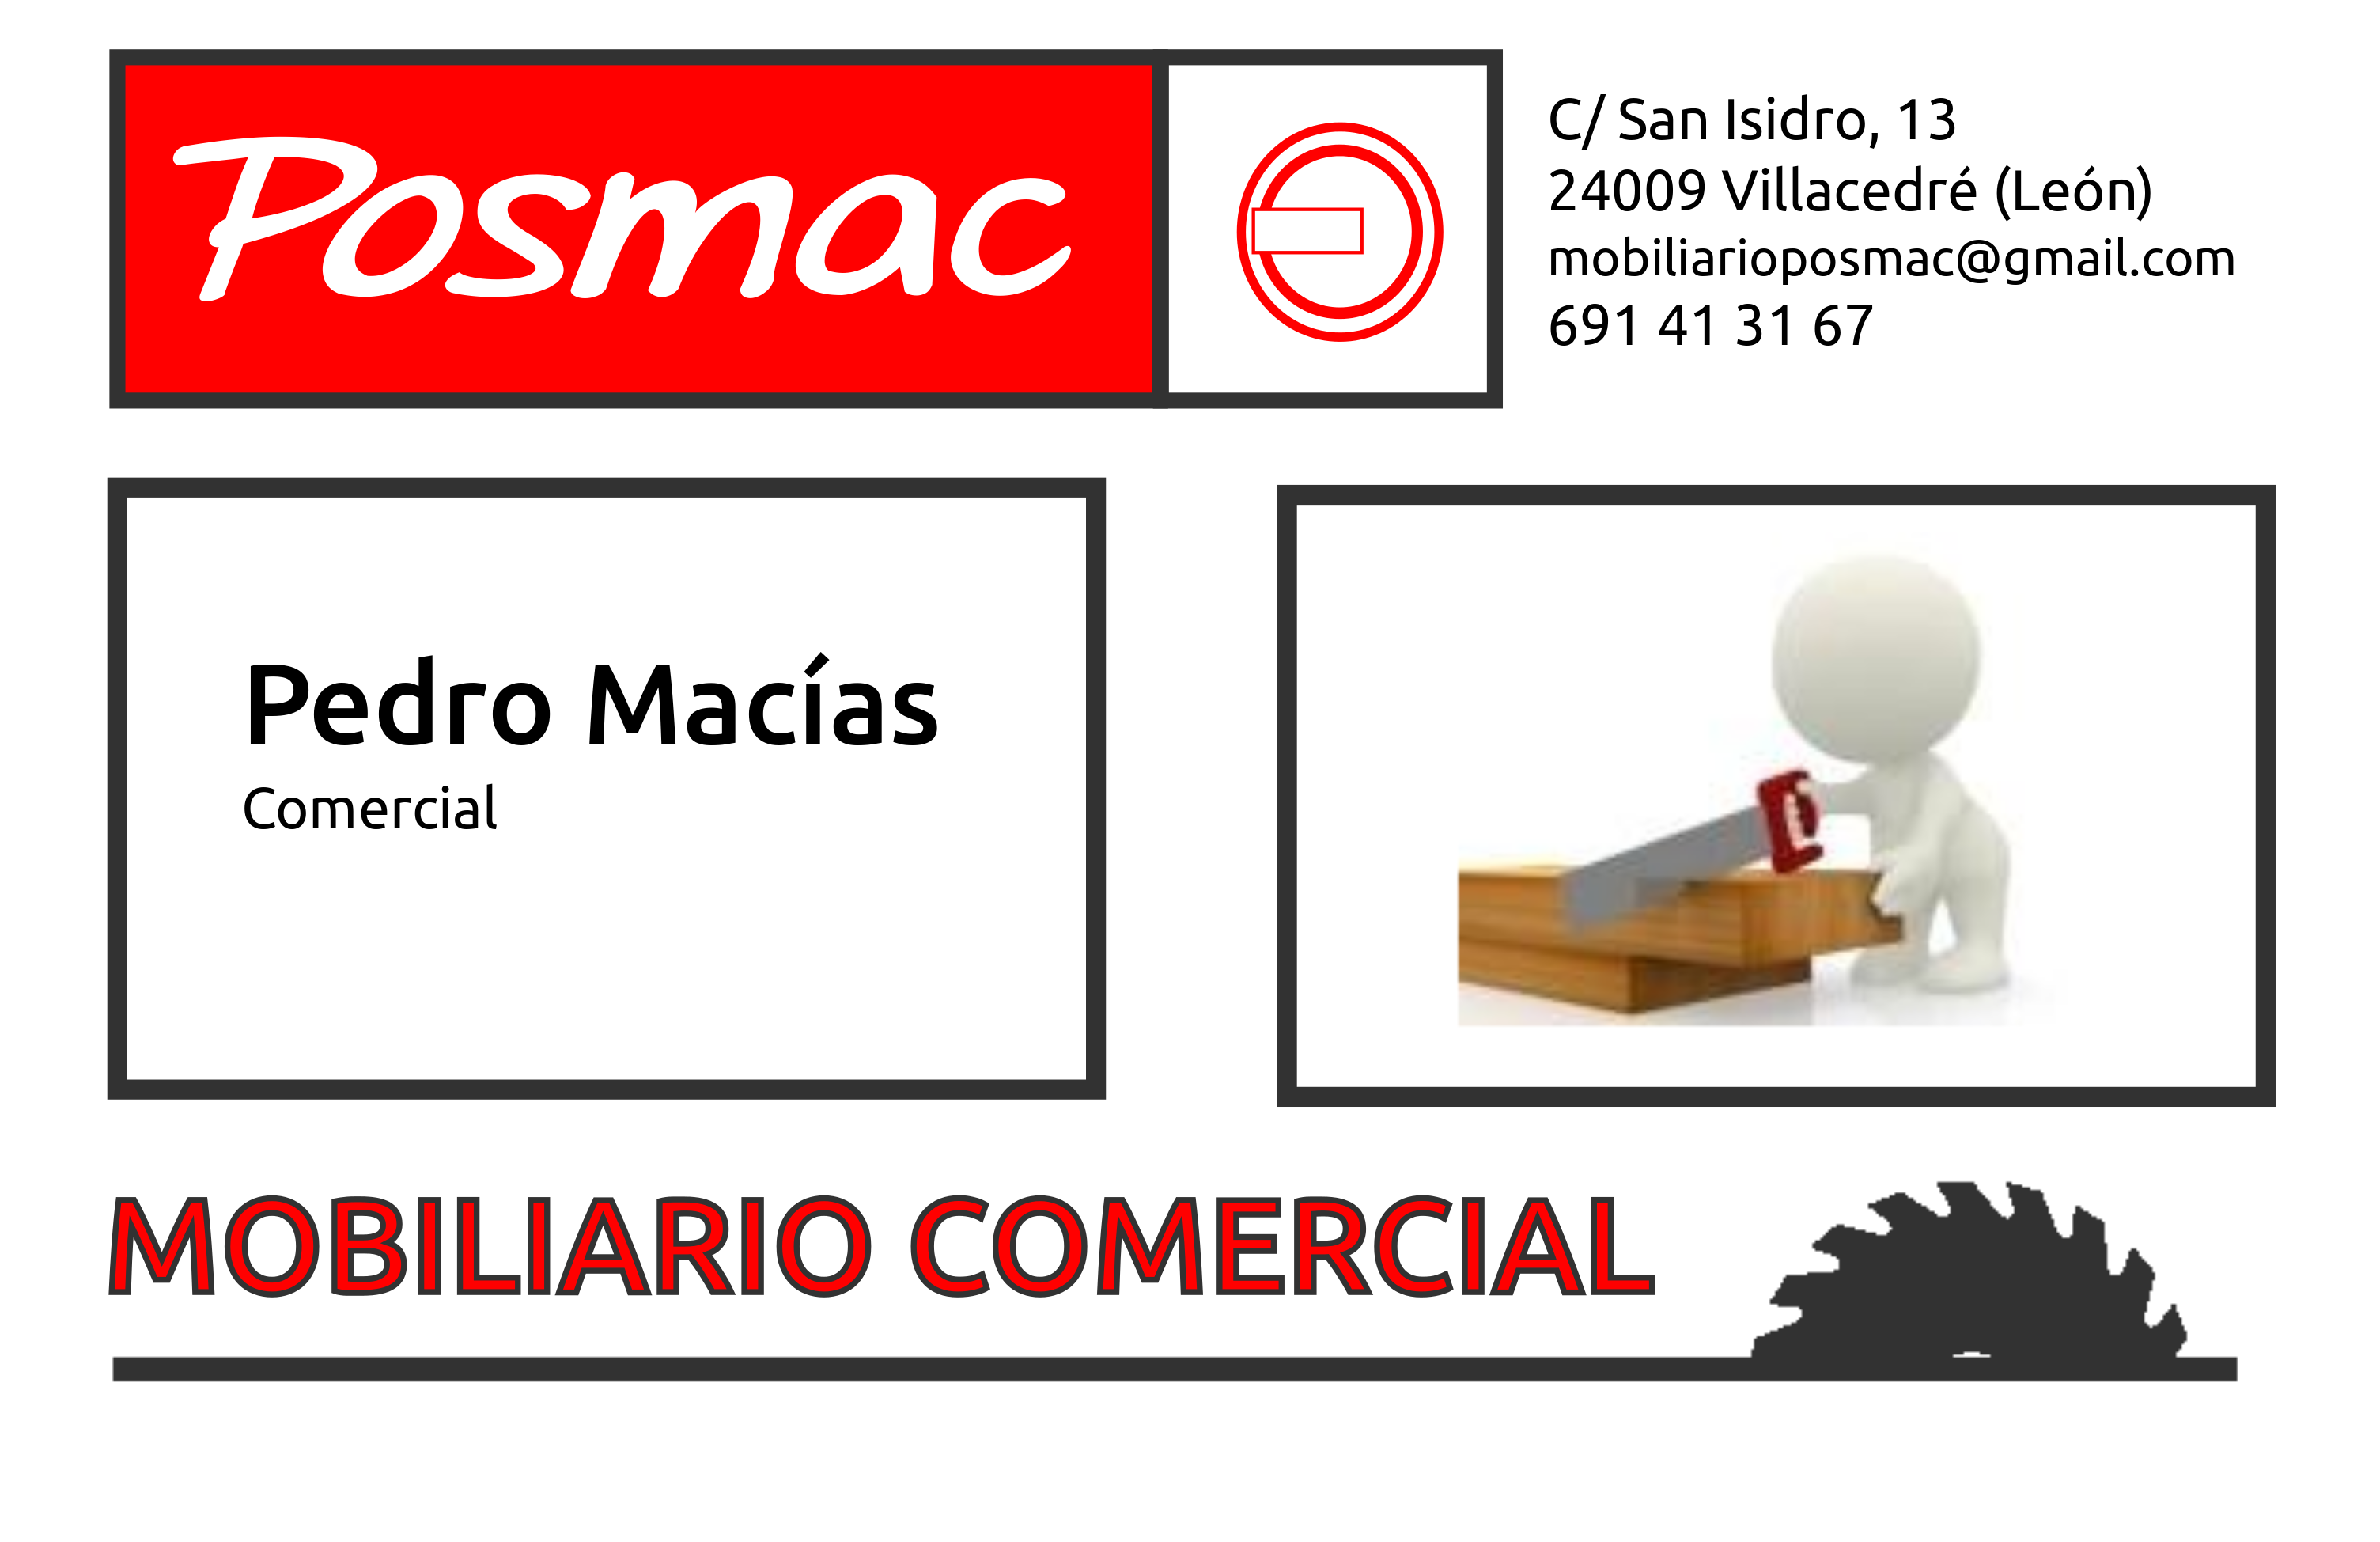 Posmac
C/ San Isidro, 13
24009 Villacedré (León)
mobiliarioposmac@gmail.com
691 41 31 67
Pedro Macías
Comercial
MOBILIARIO COMERCIAL